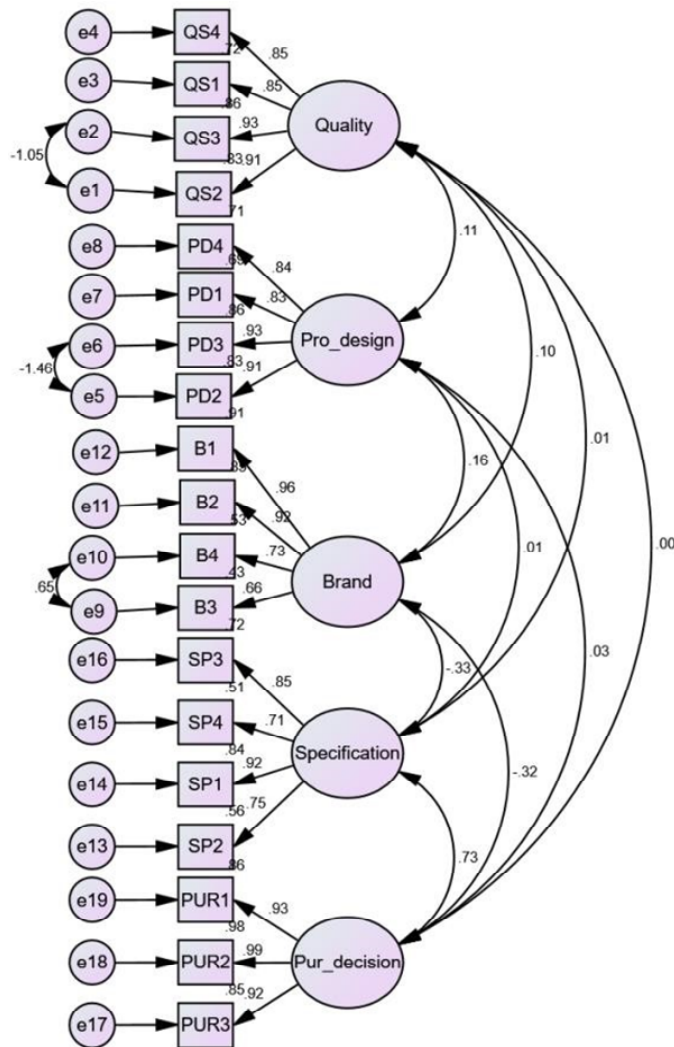 e4 QS4
.72 .85
e3 QS1 .85
.86
e2 QS3 .93 Quality
-1.05 .83 .91
e1 QS2
.71 .11
e8 PD4
.69 .84
e7 PD1 .83
.86
e6 PD3 .93 Pro_design
-1.46 .83 .91 .10
e5 PD2
.91 .01
e12 B1
.96 .16
e11 B2
.53 .92
e10 B4 .73 .01 .00
.65 .43 Brand
e9 B3 .66
.72 .03
e16 SP3
.51 .85 -.33
e15 SP4 .71
.84 Specification
e14 SP1 .92 -.32
.56 .75
e13 SP2
.86 .73
e19 PUR1 .93
.98
e18 PUR2 .99 Pur_decision
.85 .92
e17 PUR3